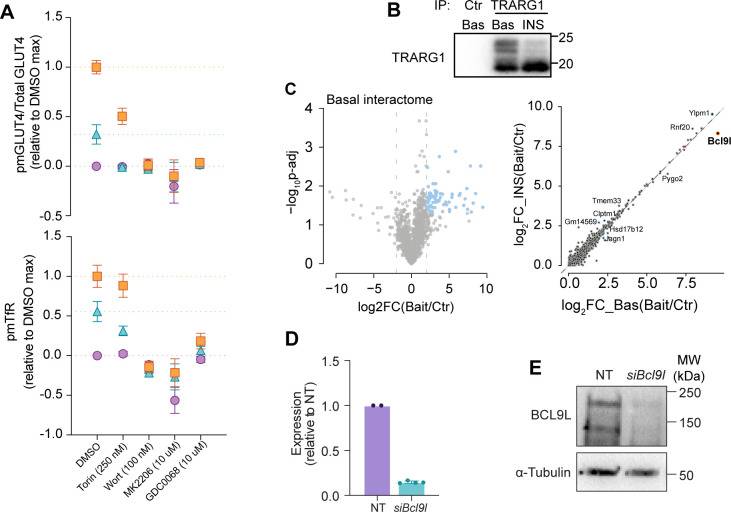 A
pmGLUT4/Total GLUT4
(relative to DMSO max)
1.5
1.0
0.5
0.0
-0.5
pmTfR
(relative to DMSO max)
1.5
1.0
0.5
0.0
-0.5
-1.0
DMSO
Torin (250 nM)
Wort (100 nM)
MK2206 (10 uM)
GDC0068 (10 uM)
B
IP: Ctr TRARG1
Bas Bas INS
25
TRARG1
20
C
Basal interactome
−log10p-adj
4
3
2
1
0
-10 -5 0 5 10
log2FC(Bait/Ctr)
log2FC_INS(Bait/Ctr)
10.0
7.5
5.0
2.5
0.0
Ylpm1
Rnf20
Bcl9l
Pygo2
Tmem33
Clptm1l
Gm14569
Hsd17b12
Jagn1
0.0 2.5 5.0 7.5
log2FC_Bas(Bait/Ctr)
D
Expression
(relative to NT)
1.5
1.0
0.5
0.0
NT siBcl9l
E
NT siBcl9l MW
(kDa)
BCL9L
250
150
α-Tubulin
50